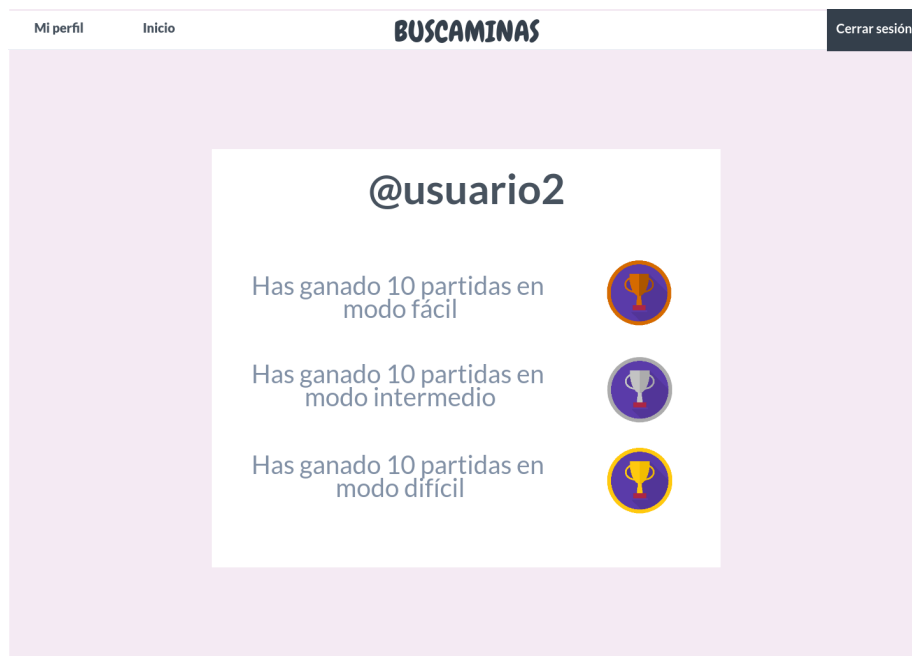 Mi perfil
Inicio
BUSCAMINAS
Cerrar sesión
@usuario2
Has ganado 10 partidas en
modo fácil
Has ganado 10 partidas en
modo intermedio
Has ganado 10 partidas en
modo difícil